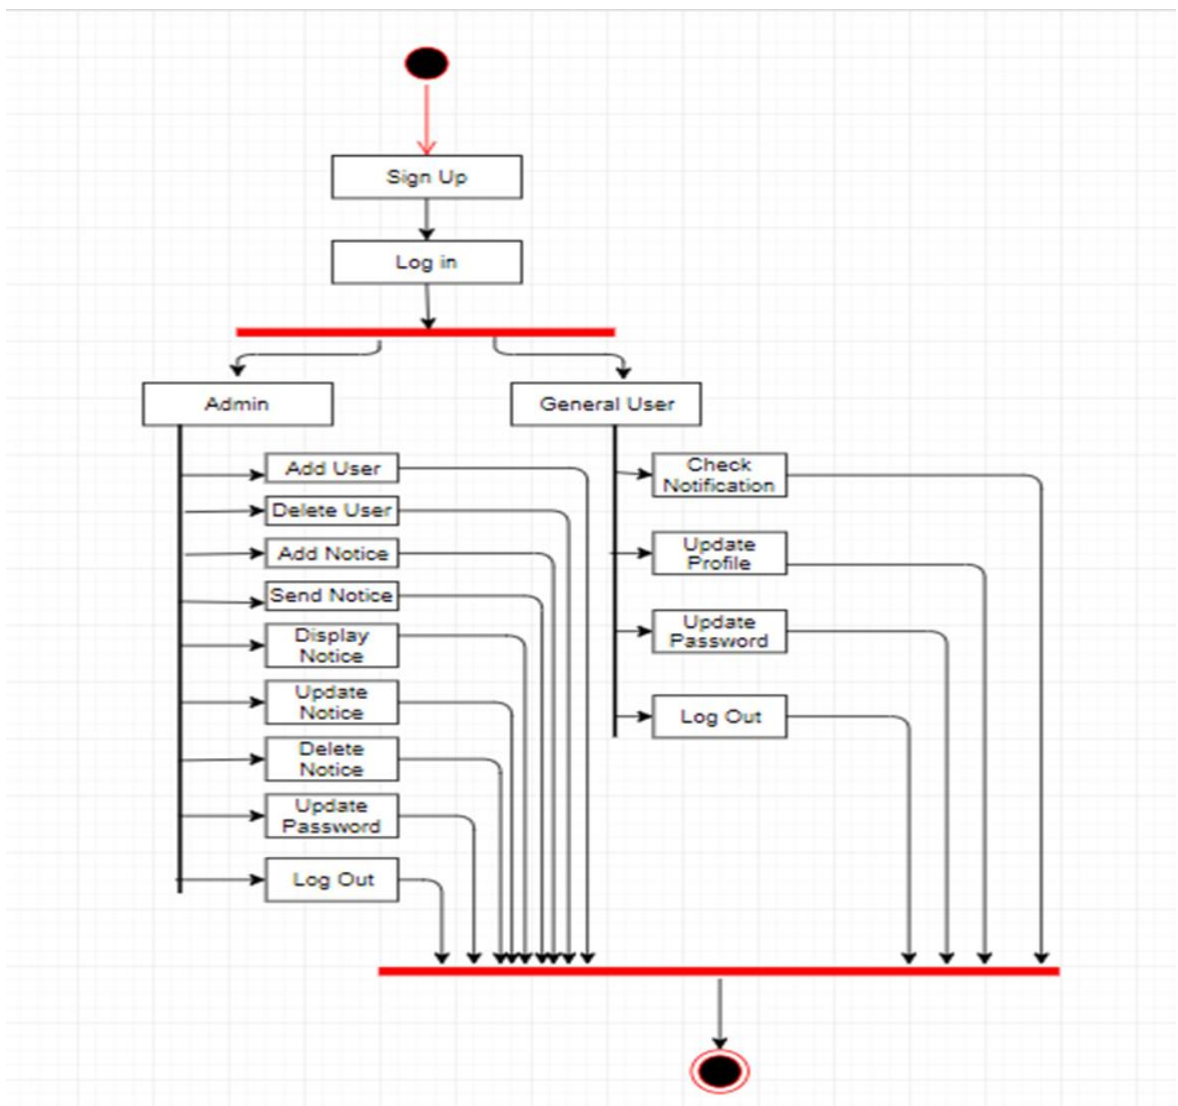 Sign Up
Log in
Admin
General User
Add User
Delete User
Add Notice
Send Notice
Display
Notice
Update
Notice
Delete
Notice
Update
Password
Log Out
Check
Notification
Update
Profile
Update
Password
Log Out